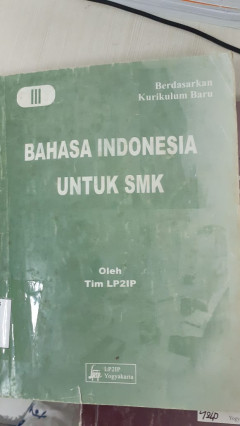 III
Berdasarkan
Kurikulum Baru
BAHASA INDONESIA
UNTUK SMK
Oleh
Tim LP2IP
LP2IP
Yogyakarta